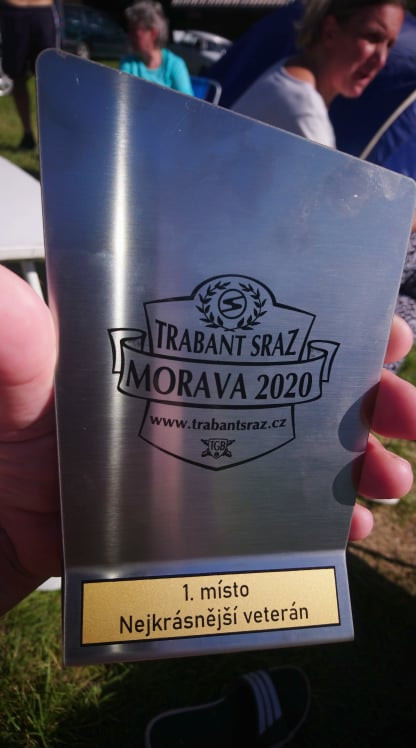 TRABANT SRAZ
MORAVA 2020
www.trabantsraz.cz
TGB
1. místo
Nejkrásnější veterán